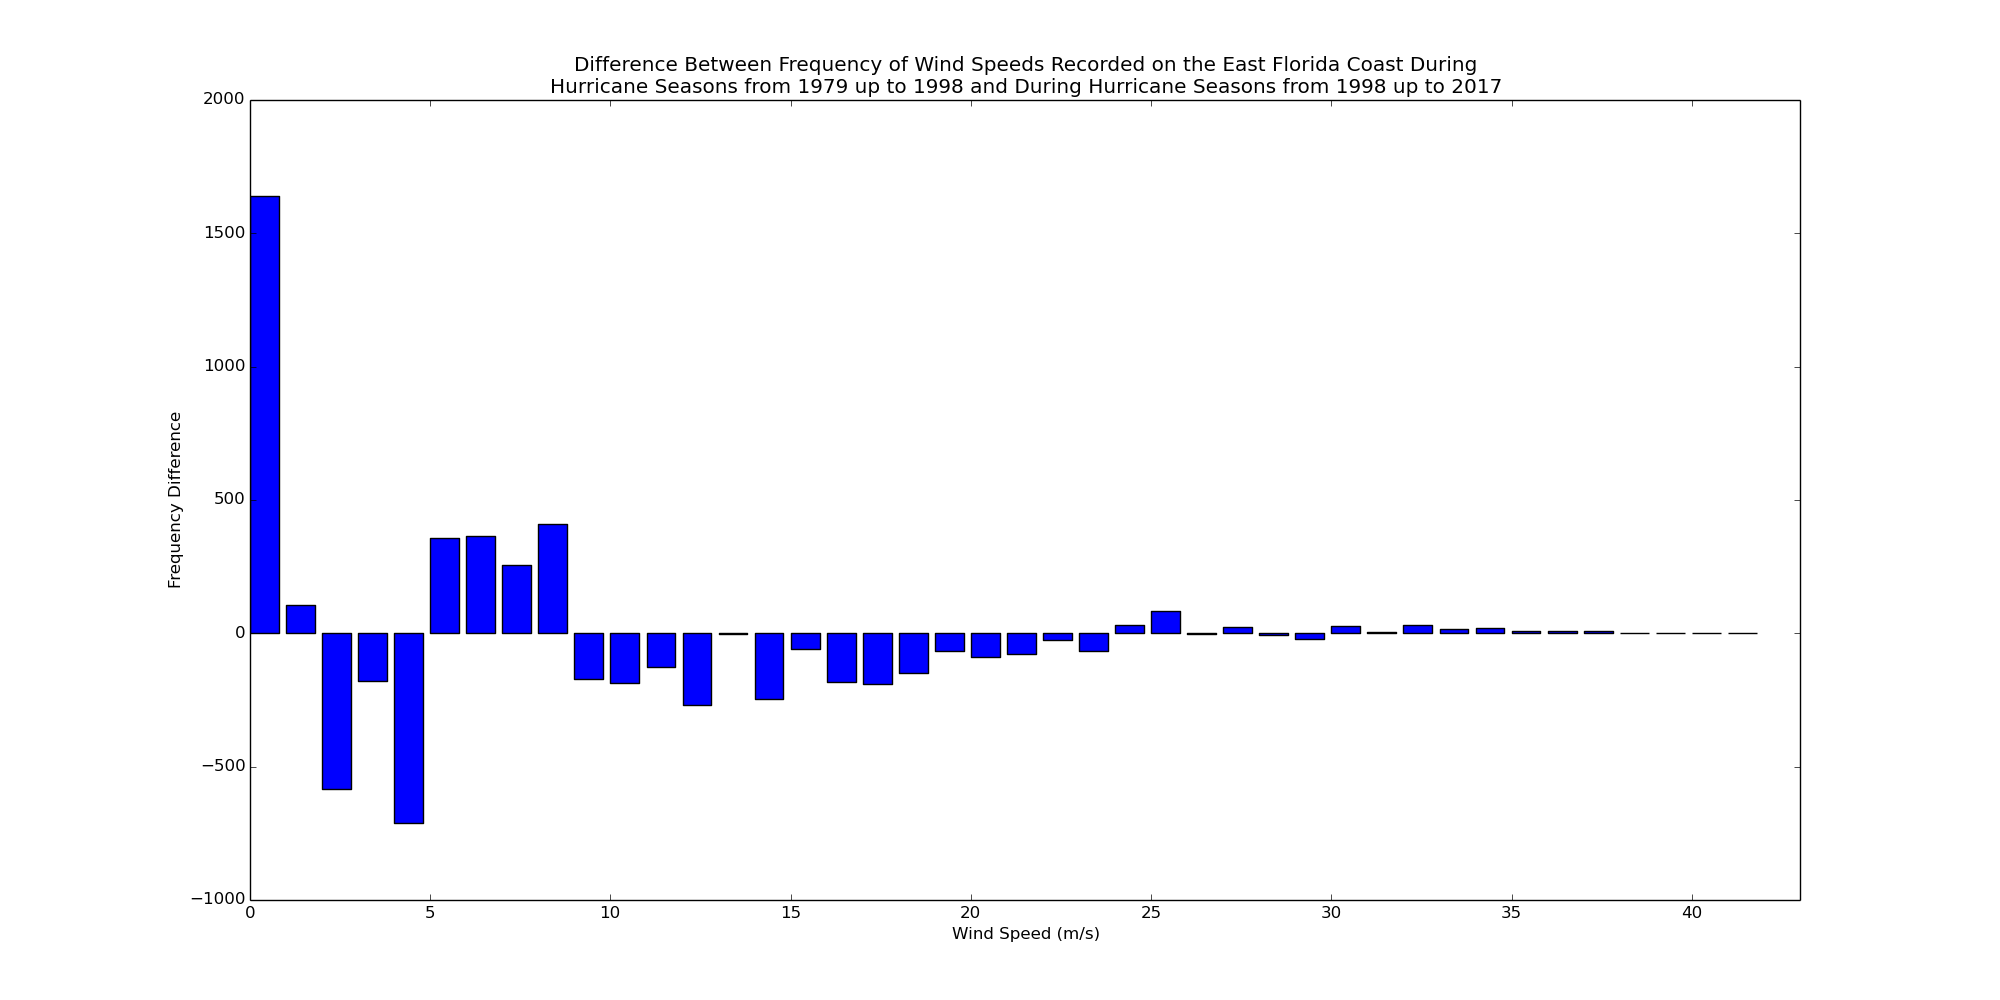 Difference Between Frequency of Wind Speeds Recorded on the East Florida Coast During
Hurricane Seasons from 1979 up to 1998 and During Hurricane Seasons from 1998 up to 2017
2000
1500
1000
500
0
−500
−1000
Frequency Difference
0 5 10 15 20 25 30 35 40
Wind Speed (m/s)